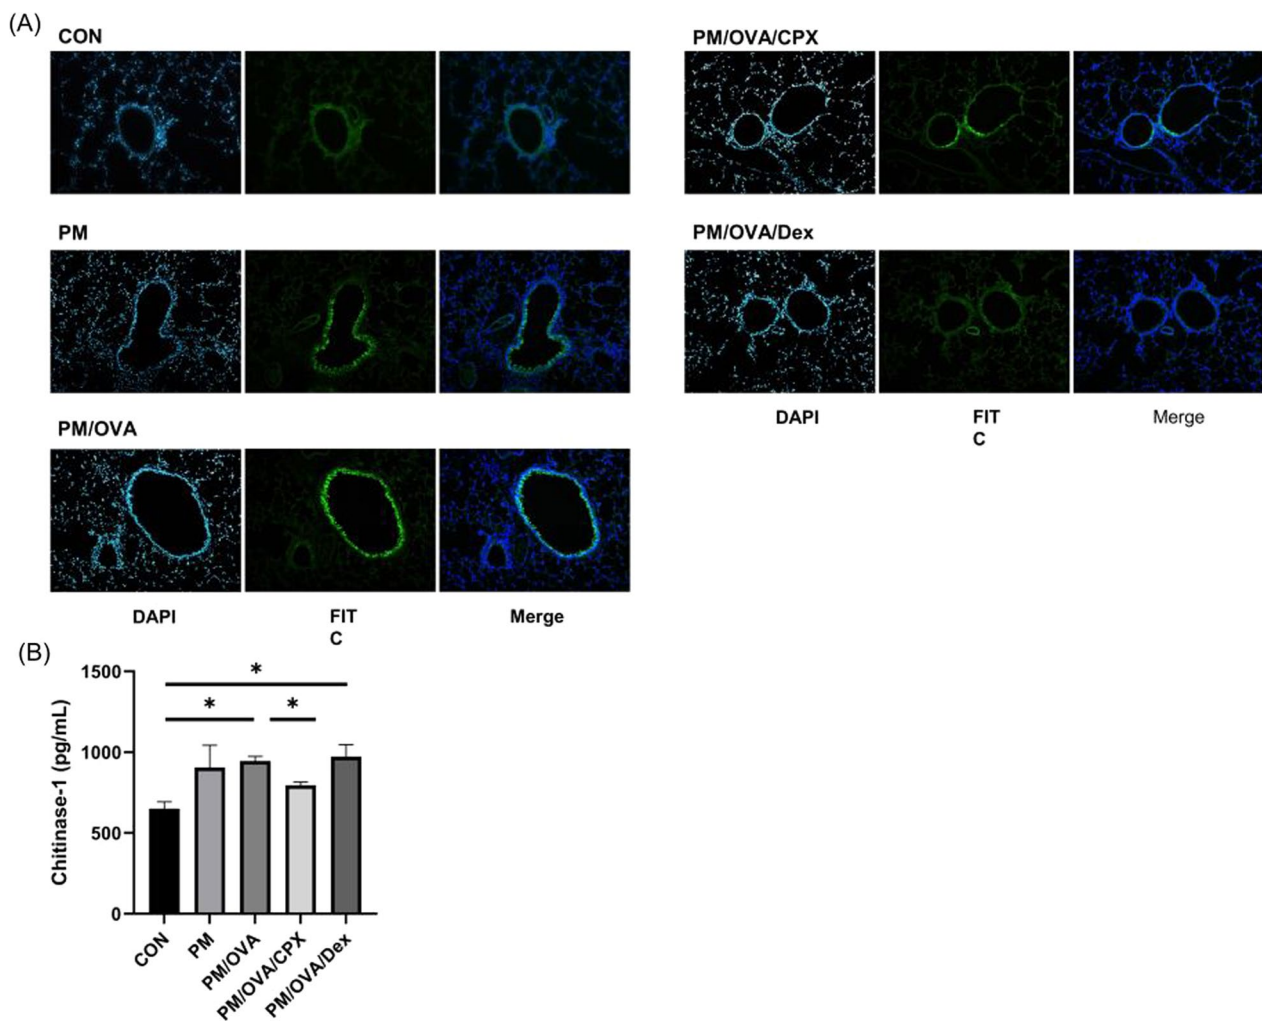 (A)
CON
PM/OVA/CPX
PM
PM/OVA/Dex
DAPI
FIT
C
Merge
PM/OVA
DAPI
FIT
C
Merge
(B)
*
*
*
1500
1000
500
0
Chitinase-1 (pg/mL)
CON
PM
PM/OVA
PM/OVA/CPX
PM/OVA/Dex